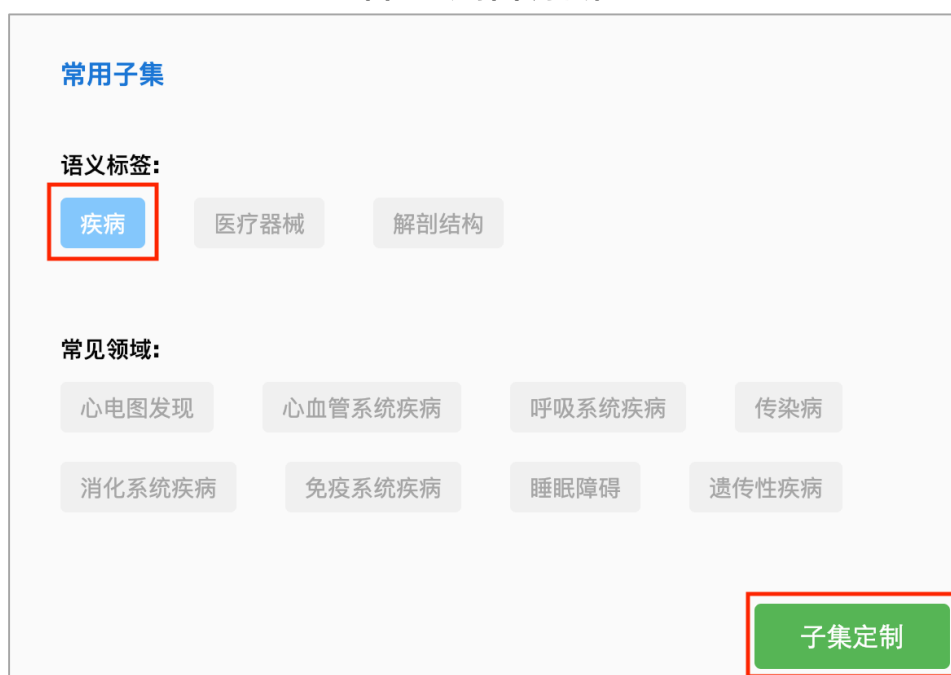 常用子集
语义标签:
疾病 医疗器械 解剖结构
常见领域:
心电图发现 心血管系统疾病 呼吸系统疾病 传染病
消化系统疾病 免疫系统疾病 睡眠障碍 遗传性疾病
子集定制